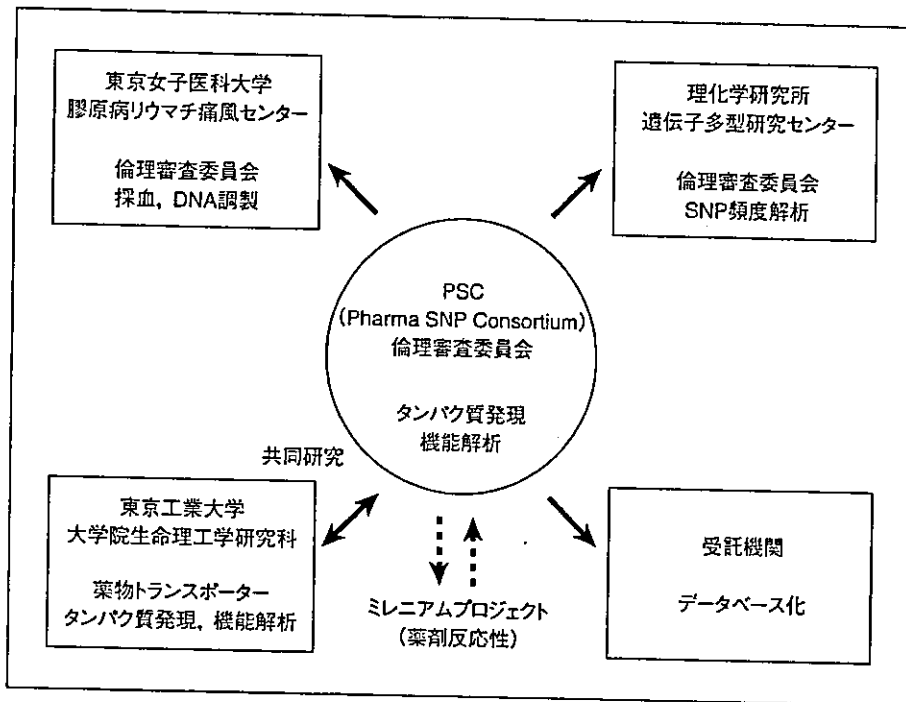 東京女子医科大学
膠原病リウマチ痛風センター
倫理審査委員会
採血，DNA調製
理化学研究所
遺伝子多型研究センター
倫理審査委員会
SNP頻度解析
PSC
(Pharma SNP Consortium)
倫理審査委員会
タンパク質発現
機能解析
共同研究
東京工業大学
大学院生命理工学研究科
薬物トランスポーター
タンパク質発現，機能解析
ミレニアムプロジェクト
(薬剤反応性)
受託機関
データベース化